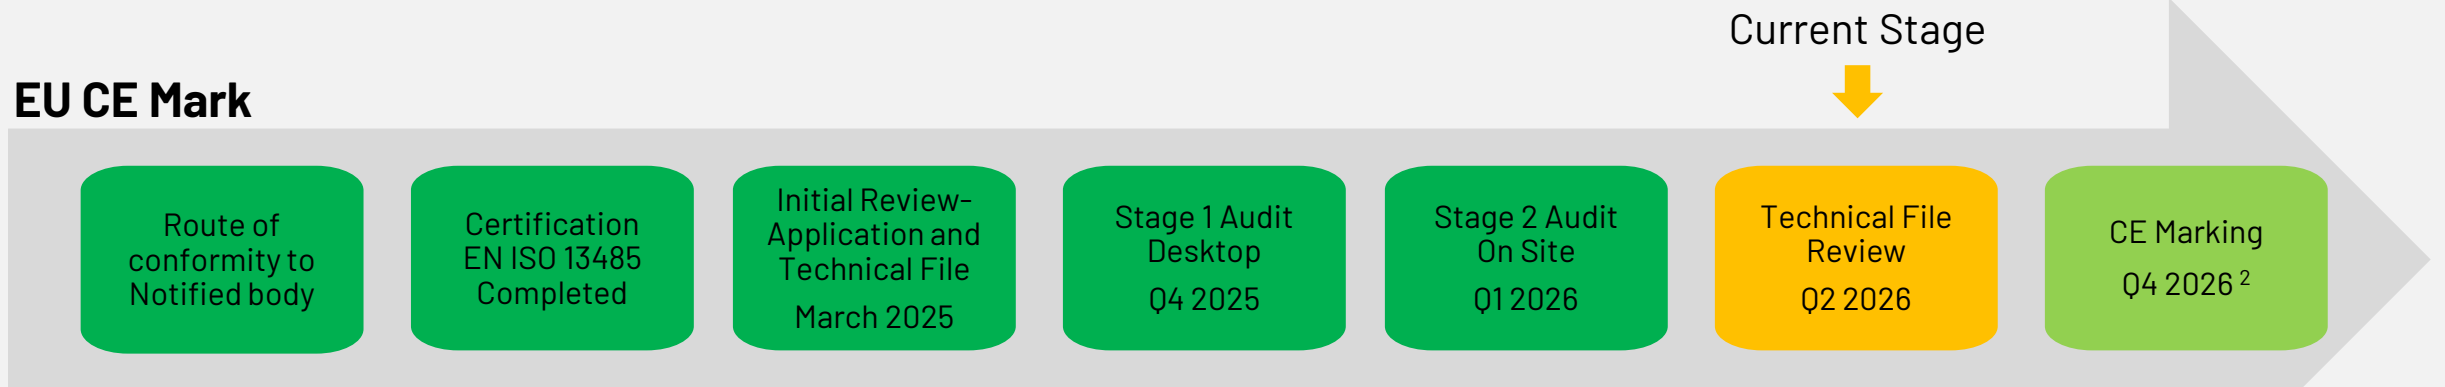 Current Stage
EU CE Mark
Route of
conformity to
Notified body
Certification
EN ISO 13485
Completed
Initial Review-
Application and
Technical File
March 2025
Stage 1 Audit
Desktop
Q4 2025
Stage 2 Audit
On Site
Q1 2026
Technical File
Review
Q2 2026
CE Marking
Q4 2026 ²